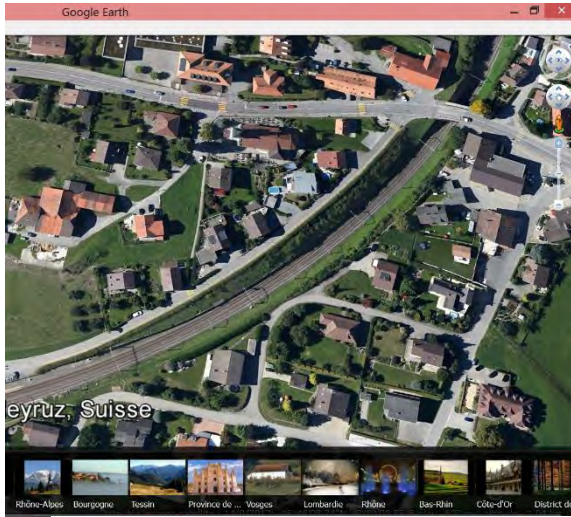 Google Earth
eyruz, Suisse
Rhône-Alpes Bourgogne Tessin Province de ... Vosges Lombardie Rhône Bas-Rhin Côte-d'Or District de